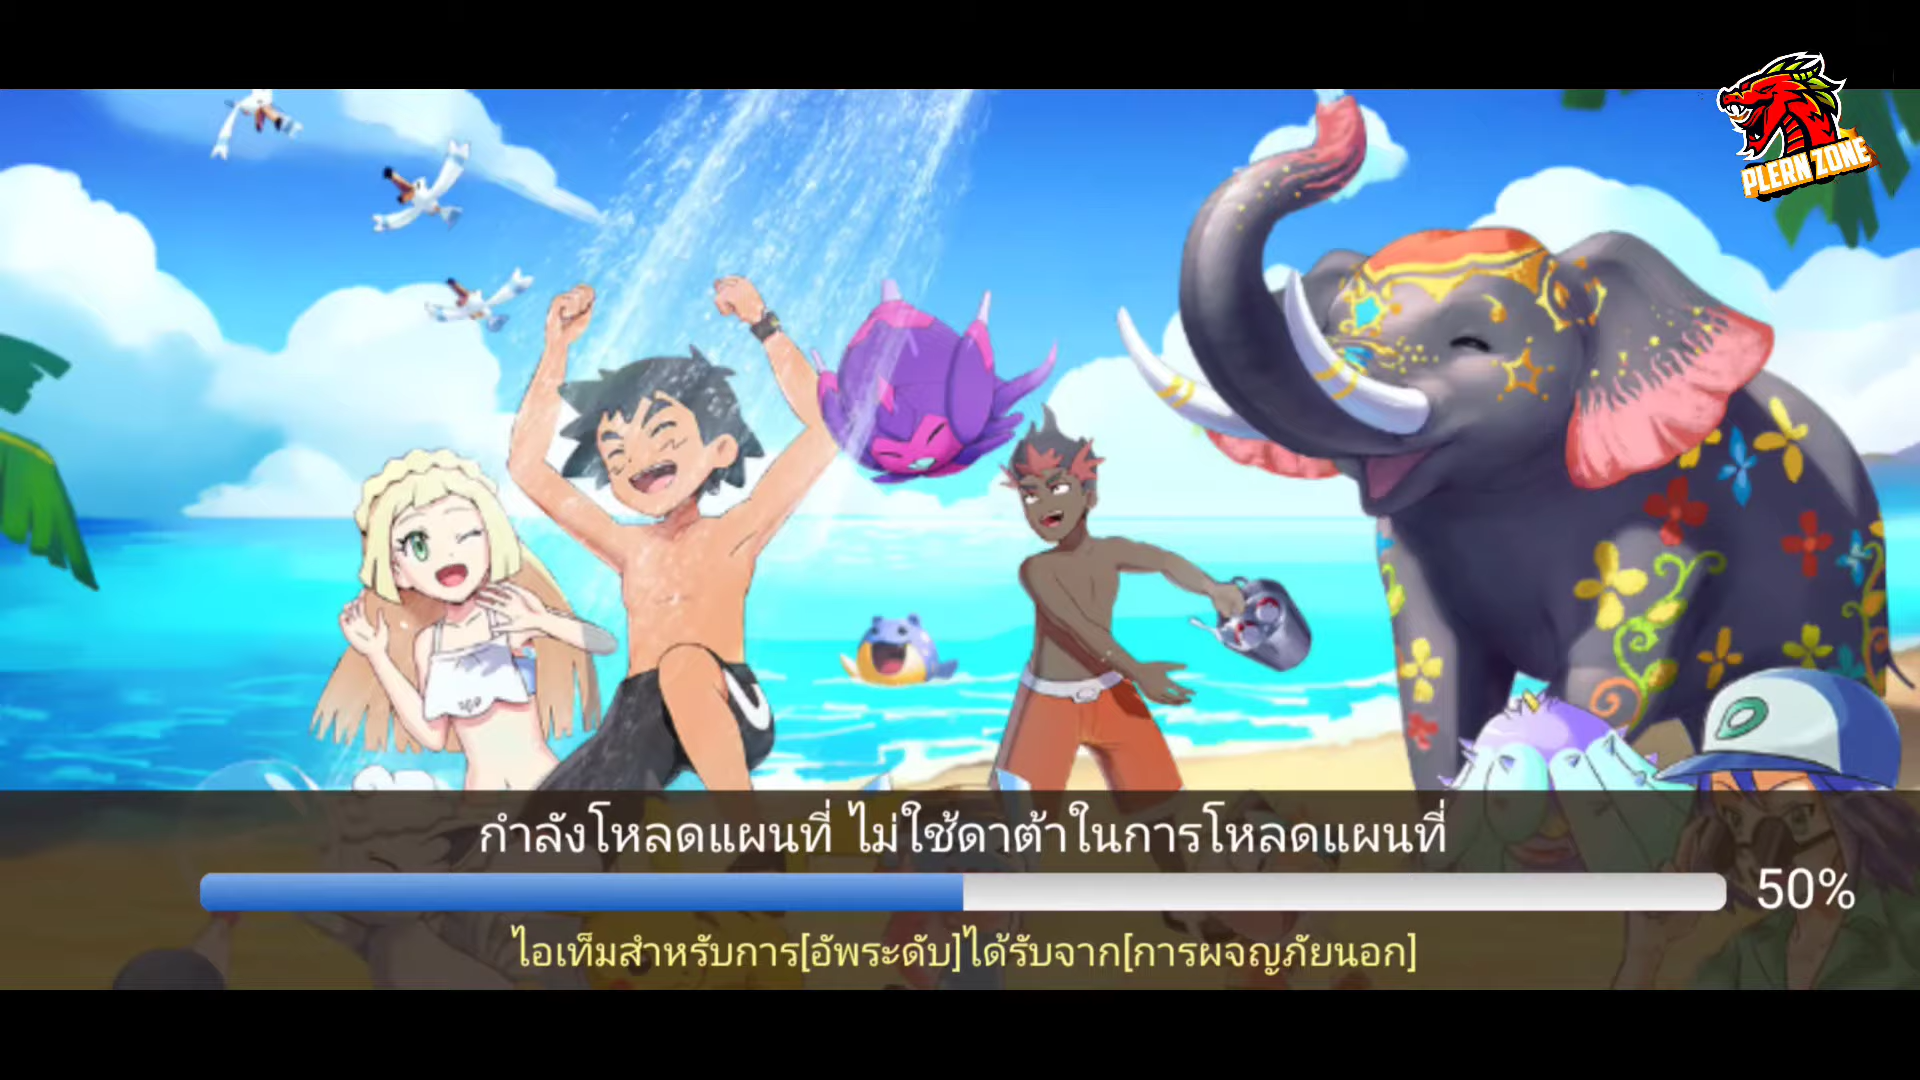 PLERN ZONE
กำลังโหลดแผนที่ ไม่ใช้ดาต้าในการโหลดแผนที่
50%
ไอเท็มสำหรับการ[อัพระดับ]ได้รับจาก[การผจญภัยนอก]